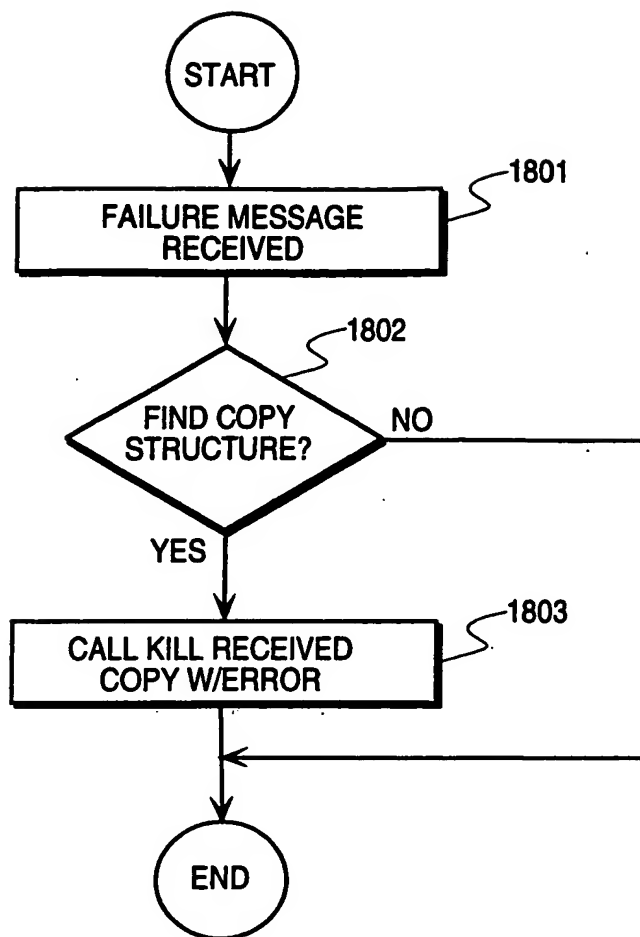 START
1801
FAILURE MESSAGE
RECEIVED
1802
FIND COPY
STRUCTURE?
NO
YES
1803
CALL KILL RECEIVED
COPY W/ERROR
END